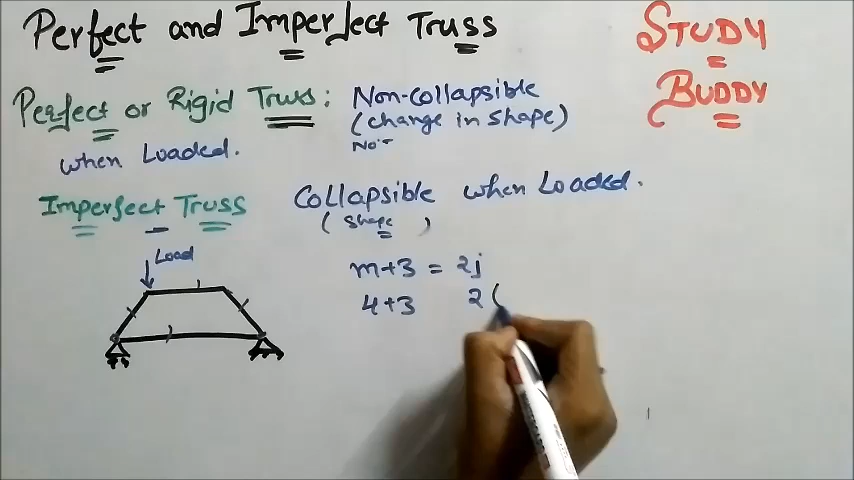 Perfect and Imperfect Truss
STUDY
BUDDY
Perfect or Rigid Truss: Non-collapsible
(change in shape)
Not
when Loaded.
Imperfect Truss Collapsible when Loaded.
(shape)
Load
m+3 = 2j
4+3 2(